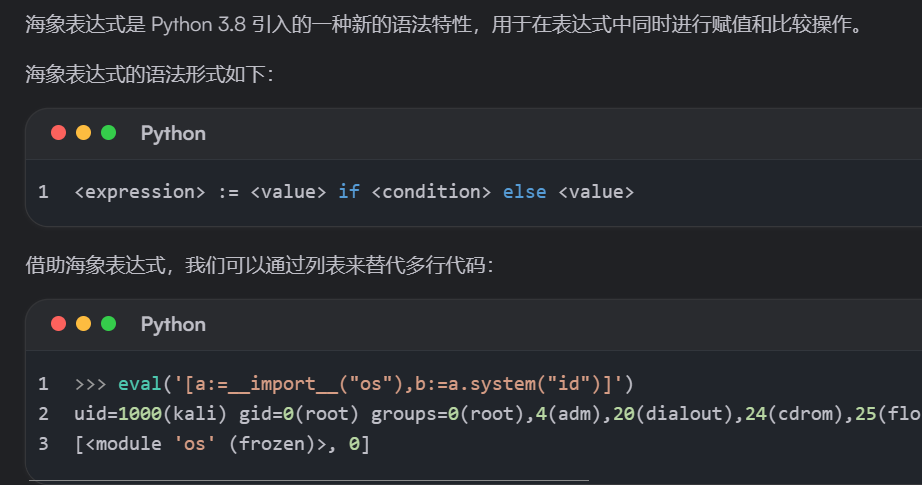 海象表达式是 Python 3.8 引入的一种新的语法特性，用于在表达式中同时进行赋值和比较操作。
海象表达式的语法形式如下：
Python
1 <expression> := <value> if <condition> else <value>
借助海象表达式，我们可以通过列表来替代多行代码：
Python
1 >>> eval('[a:=__import__("os"),b:=a.system("id")]')
2 uid=1000(kali) gid=0(root) groups=0(root),4(adm),20(dialout),24(cdrom),25(flo
3 [<module 'os' (frozen)>, 0]